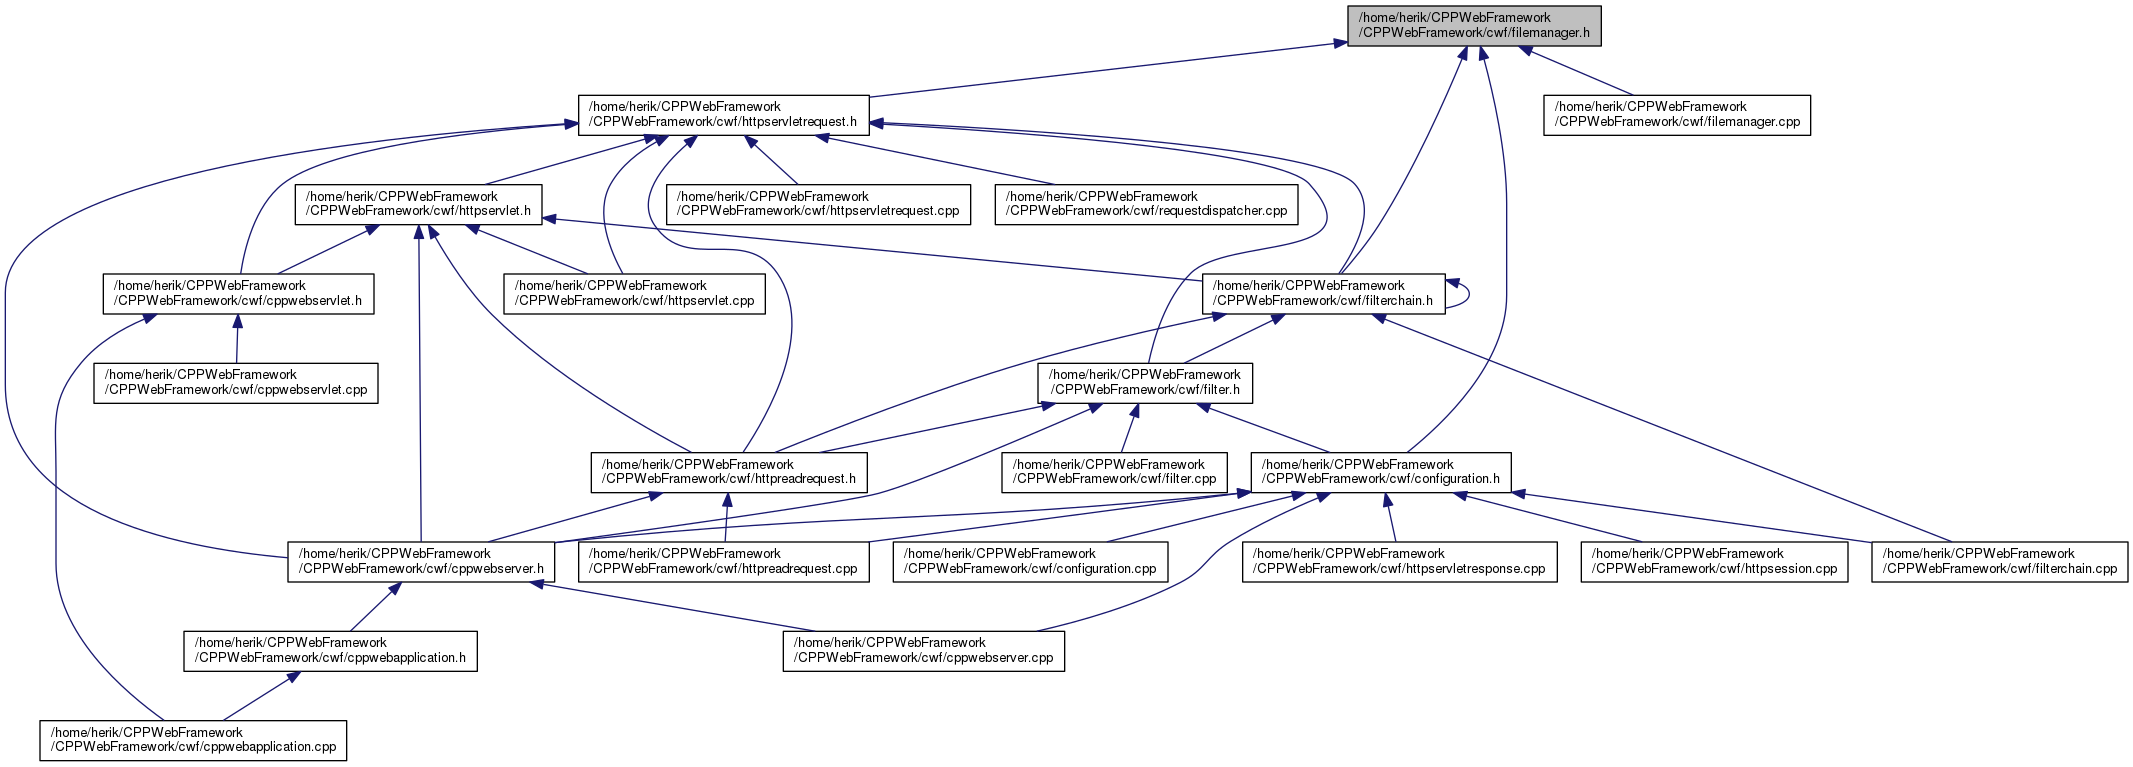 /home/herik/CPPWebFramework
/CPPWebFramework/cwf/filemanager.h
/home/herik/CPPWebFramework
/CPPWebFramework/cwf/httpservletrequest.h
/home/herik/CPPWebFramework
/CPPWebFramework/cwf/filemanager.cpp
/home/herik/CPPWebFramework
/CPPWebFramework/cwf/httpservlet.h
/home/herik/CPPWebFramework
/CPPWebFramework/cwf/httpservletrequest.cpp
/home/herik/CPPWebFramework
/CPPWebFramework/cwf/requestdispatcher.cpp
/home/herik/CPPWebFramework
/CPPWebFramework/cwf/cppwebservlet.h
/home/herik/CPPWebFramework
/CPPWebFramework/cwf/httpservlet.cpp
/home/herik/CPPWebFramework
/CPPWebFramework/cwf/filterchain.h
/home/herik/CPPWebFramework
/CPPWebFramework/cwf/cppwebservlet.cpp
/home/herik/CPPWebFramework
/CPPWebFramework/cwf/filter.h
/home/herik/CPPWebFramework
/CPPWebFramework/cwf/httpreadrequest.h
/home/herik/CPPWebFramework
/CPPWebFramework/cwf/filter.cpp
/home/herik/CPPWebFramework
/CPPWebFramework/cwf/configuration.h
/home/herik/CPPWebFramework
/CPPWebFramework/cwf/cppwebserver.h
/home/herik/CPPWebFramework
/CPPWebFramework/cwf/httpreadrequest.cpp
/home/herik/CPPWebFramework
/CPPWebFramework/cwf/configuration.cpp
/home/herik/CPPWebFramework
/CPPWebFramework/cwf/httpservletresponse.cpp
/home/herik/CPPWebFramework
/CPPWebFramework/cwf/httpsession.cpp
/home/herik/CPPWebFramework
/CPPWebFramework/cwf/filterchain.cpp
/home/herik/CPPWebFramework
/CPPWebFramework/cwf/cppwebapplication.h
/home/herik/CPPWebFramework
/CPPWebFramework/cwf/cppwebserver.cpp
/home/herik/CPPWebFramework
/CPPWebFramework/cwf/cppwebapplication.cpp